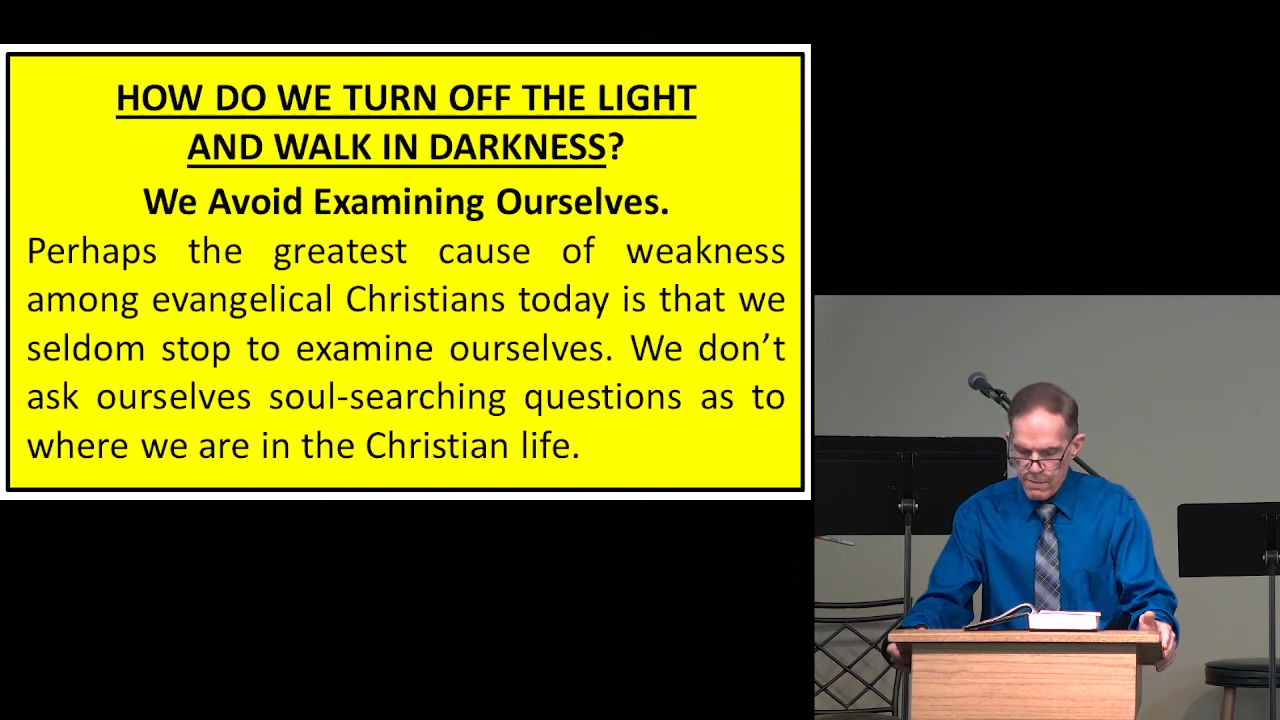 HOW DO WE TURN OFF THE LIGHT
AND WALK IN DARKNESS?
We Avoid Examining Ourselves.
Perhaps the greatest cause of weakness
among evangelical Christians today is that we
seldom stop to examine ourselves. We don’t
ask ourselves soul-searching questions as to
where we are in the Christian life.